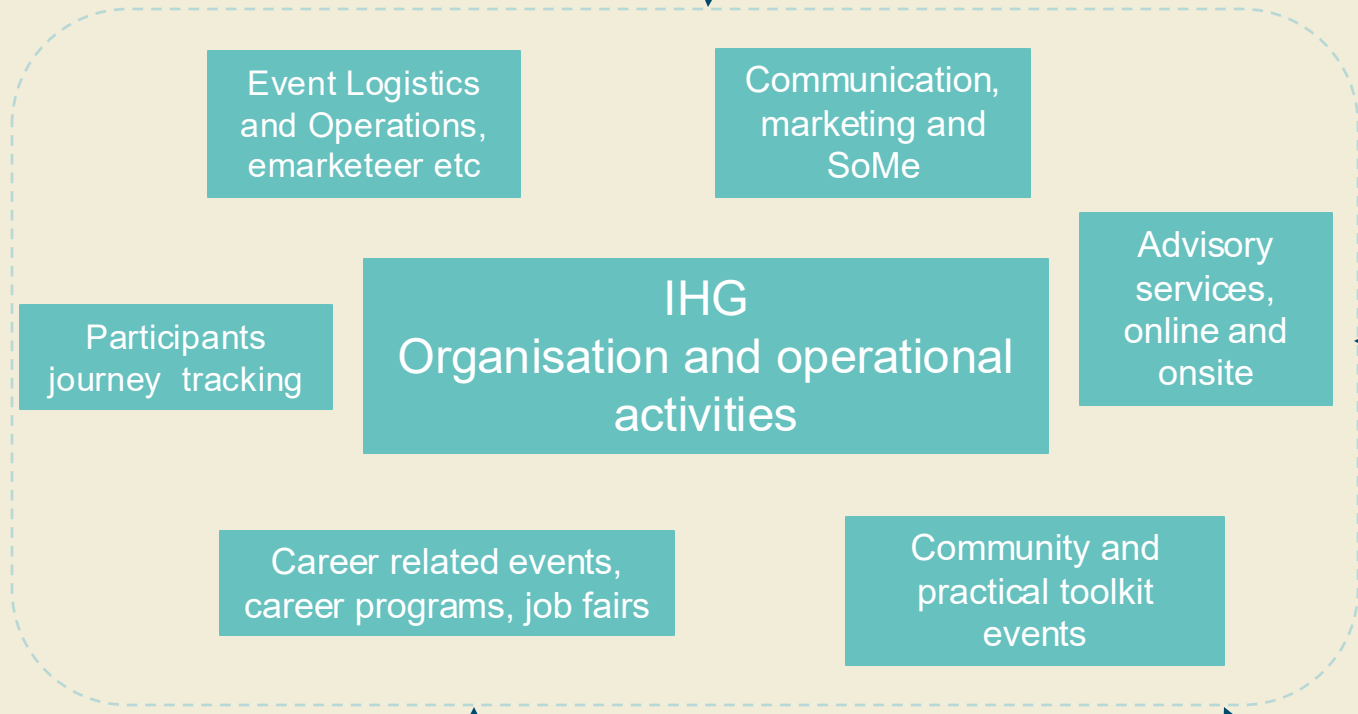 Event Logistics
and Operations,
emarketeer etc
Communication,
marketing and
SoMe
Advisory
services,
online and
onsite
IHG
Organisation and operational
activities
Participants
journey tracking
Career related events,
career programs, job fairs
Community and
practical toolkit
events